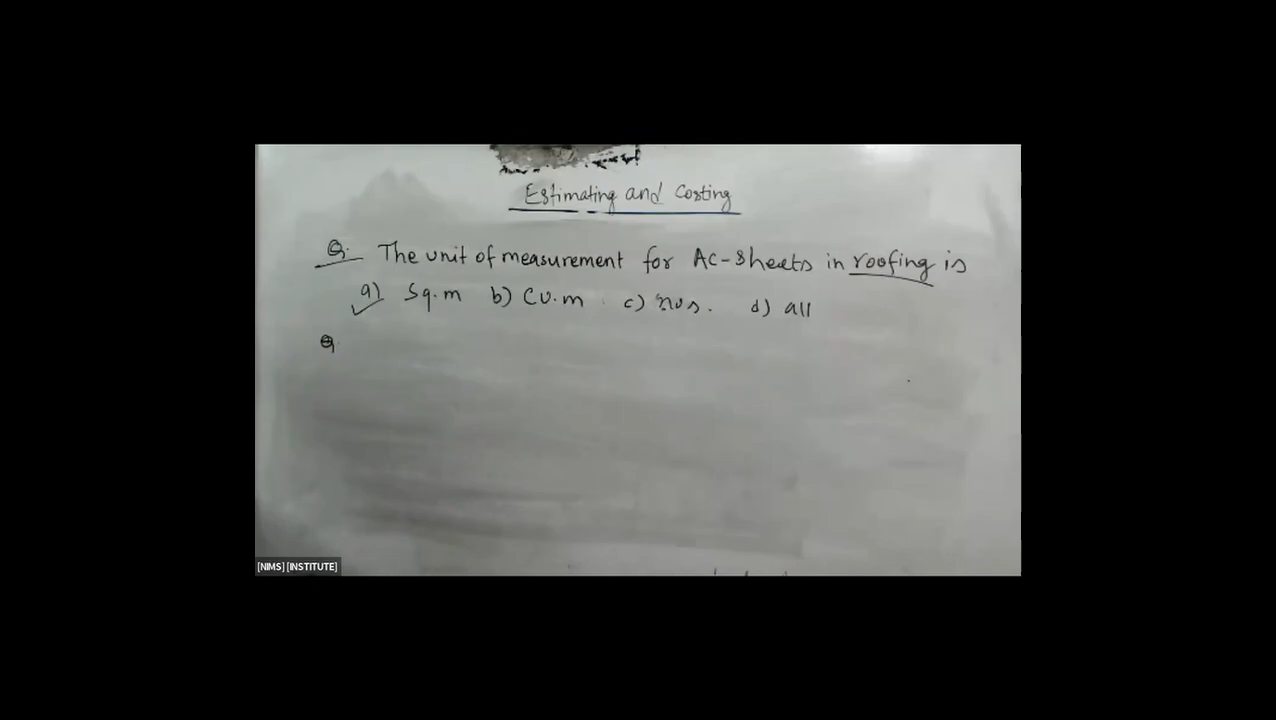 Estimating and Costing
Q. The unit of measurement for AC-Sheets in roofing is
a) Sq.m b) CU.m c) nos. d) all
Q.
[NIMS] [INSTITUTE]